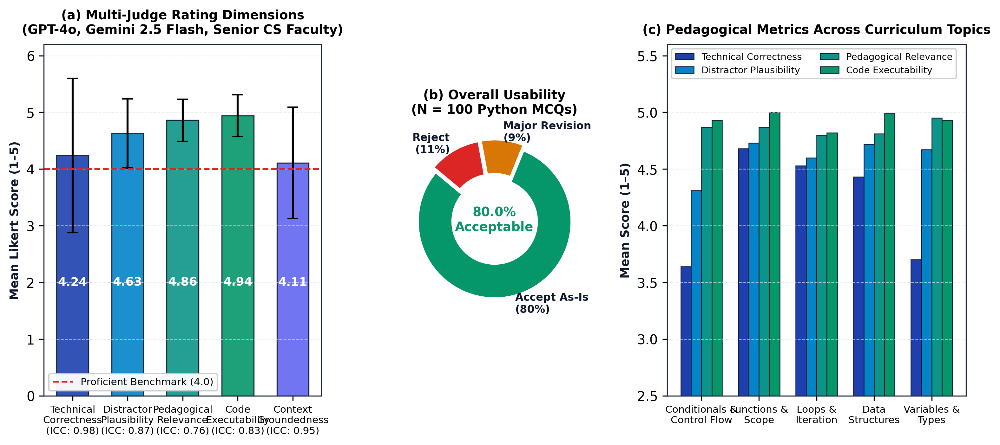 (a) Multi-Judge Rating Dimensions
(GPT-4o, Gemini 2.5 Flash, Senior CS Faculty)
Mean Likert Score (1–5)
6
5
4
3
2
1
0
4.24
4.63
4.86
4.94
4.11
Proficient Benchmark (4.0)
Technical
Correctness
(ICC: 0.98)
Distractor
Plausibility
(ICC: 0.87)
Pedagogical
Relevance
(ICC: 0.76)
Code
Executability
(ICC: 0.83)
Context
Groundedness
(ICC: 0.95)
(b) Overall Usability
(N = 100 Python MCQs)
Major Revision
(9%)
Reject
(11%)
80.0%
Acceptable
Accept As-Is
(80%)
(c) Pedagogical Metrics Across Curriculum Topics
Technical Correctness
Distractor Plausibility
Pedagogical Relevance
Code Executability
Mean Score (1–5)
5.5
5.0
4.5
4.0
3.5
3.0
2.5
Conditionals &
Control Flow
Functions &
Scope
Loops &
Iteration
Data
Structures
Variables &
Types